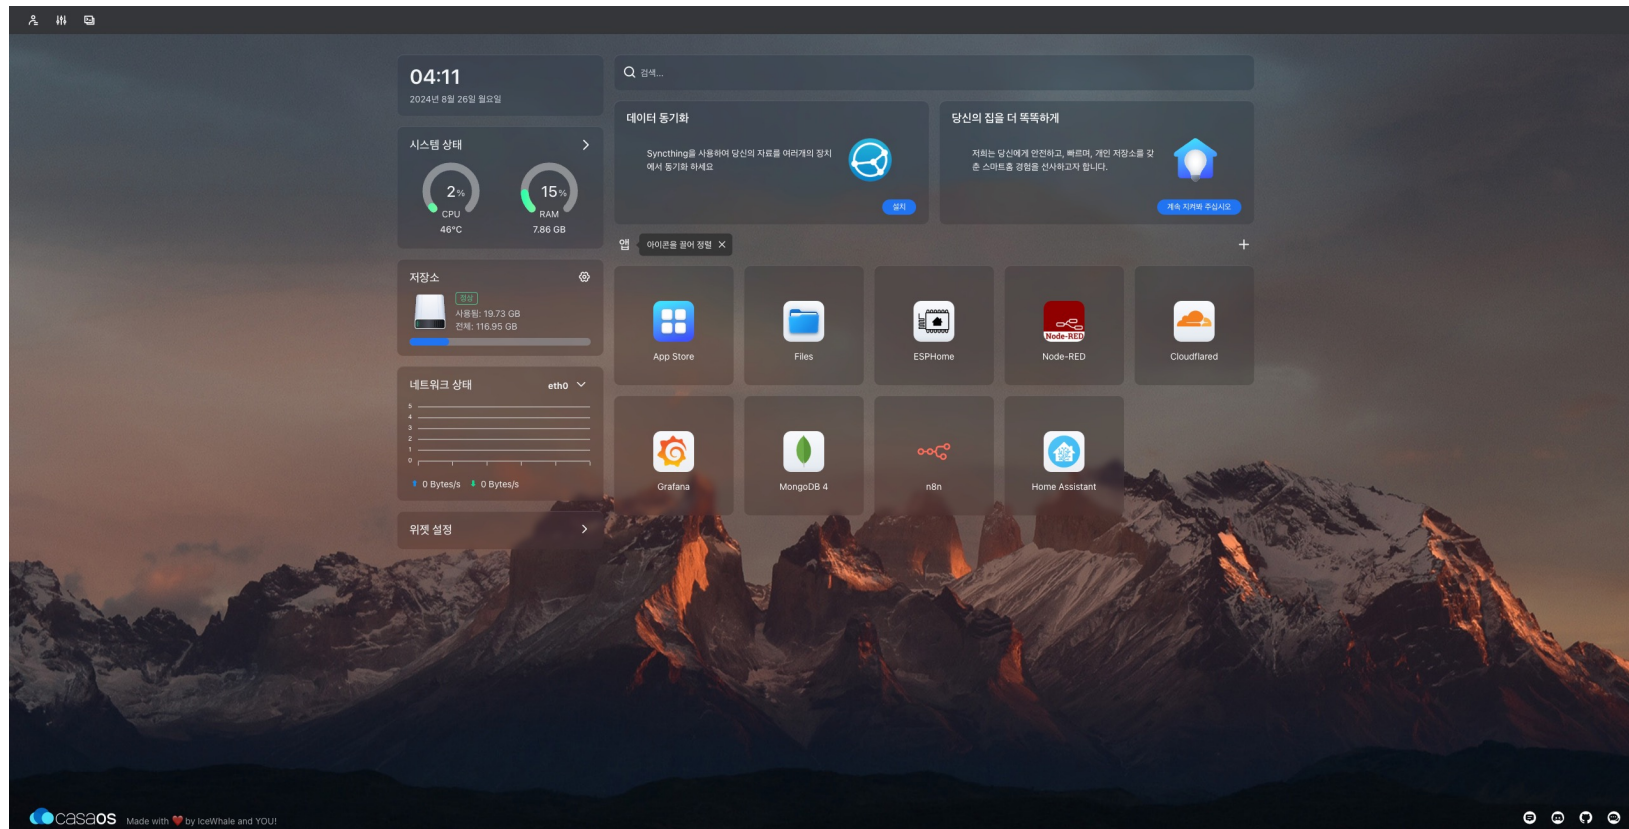 04:11
2024년 8월 26일 월요일
시스템 상태
2%
CPU
46°C
15%
RAM
7.86 GB
저장소
정상
사용됨: 19.73 GB
전체: 116.95 GB
네트워크 상태
eth0
5
4
3
2
1
0
0 Bytes/s
0 Bytes/s
위젯 설정
검색...
데이터 동기화
Syncthing을 사용하여 당신의 자료를 여러개의 장치
에서 동기화 하세요
설치
당신의 집을 더 똑똑하게
저희는 당신에게 안전하고, 빠르며, 개인 저장소를 갖
춘 스마트홈 경험을 선사하고자 합니다.
계속 지켜봐 주십시오
앱
아이콘을 끌어 정렬
App Store
Files
ESPHome
Node-RED
Node-RED
Cloudflared
Grafana
MongoDB 4
n8n
Home Assistant
casaos
Made with ❤️ by IceWhale and YOU!